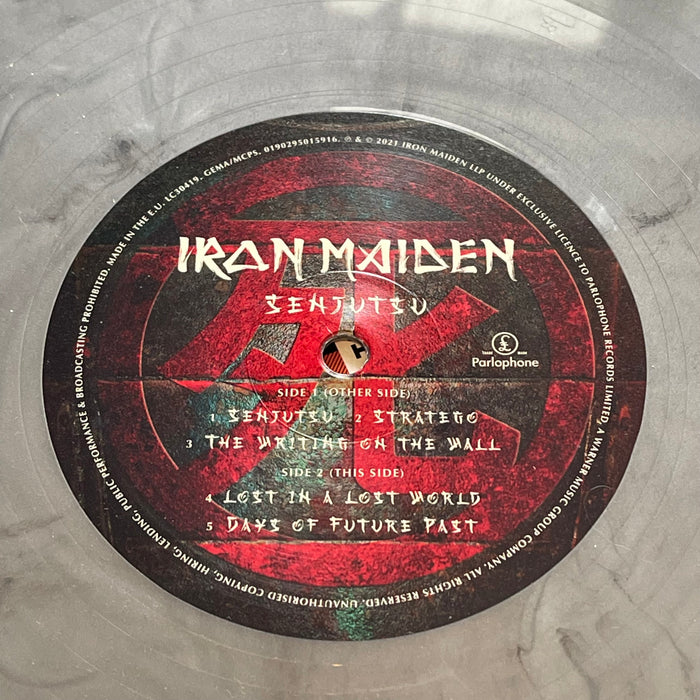 IRON MAIDEN
SENJUTSU
Parlophone
SIDE 1 (OTHER SIDE)
1 SENJUTSU 2 STRATEGO
3 THE WRITING ON THE WALL
SIDE 2 (THIS SIDE)
4 LOST IN A LOST WORLD
5 DAYS OF FUTURE PAST
UNAUTHORISED COPYING, HIRING, LENDING, PUBLIC PERFORMANCE & BROADCASTING PROHIBITED. MADE IN THE E.U. LC30419. GEMA/MCPS. 0190295015916. ℗ & © 2021 IRON MAIDEN LLP UNDER EXCLUSIVE LICENCE TO PARLOPHONE RECORDS LIMITED, A WARNER MUSIC GROUP COMPANY. ALL RIGHTS RESERVED.
死